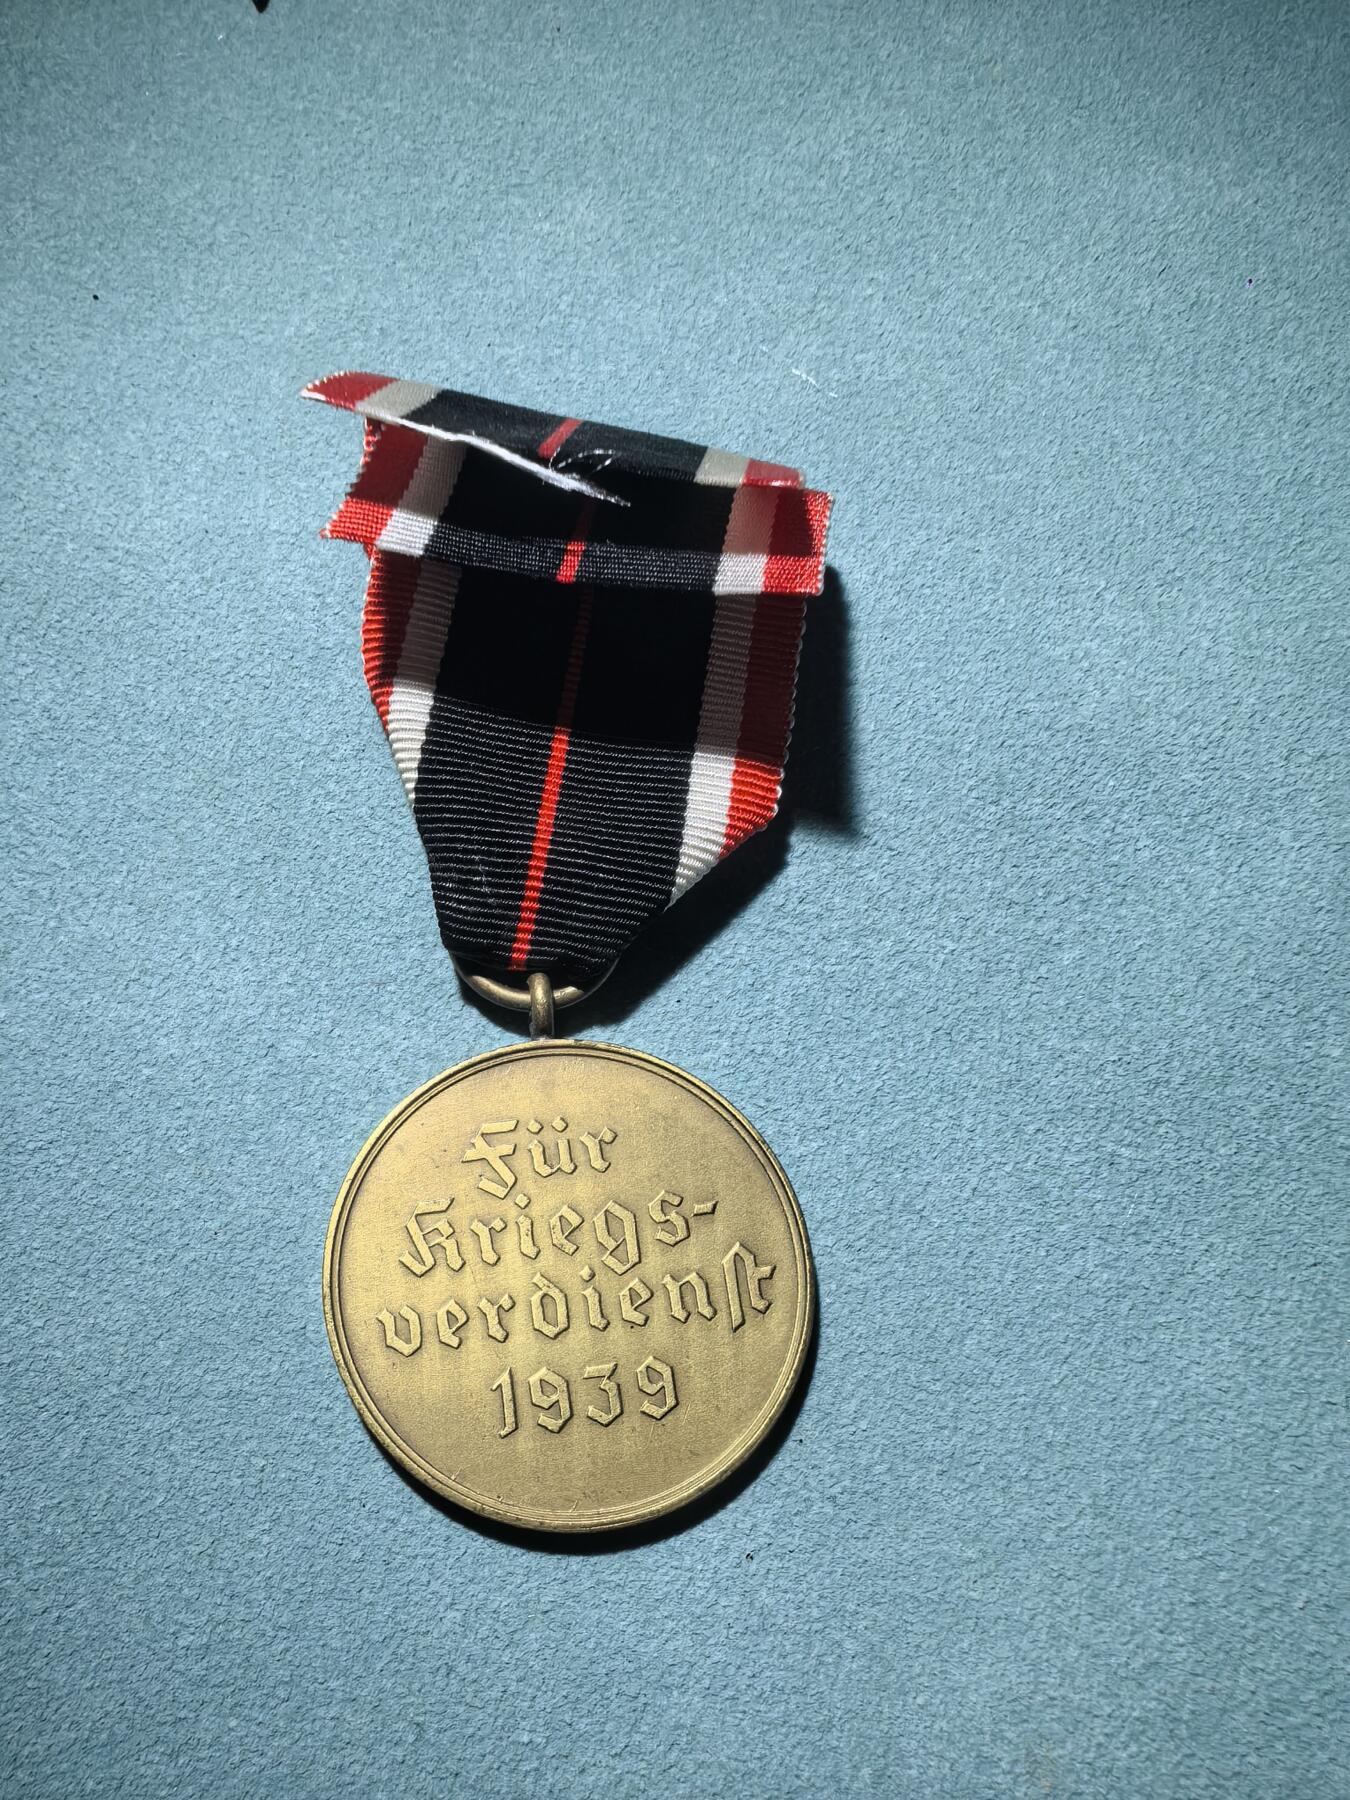 Für
Kriegs-
verdienst
1939